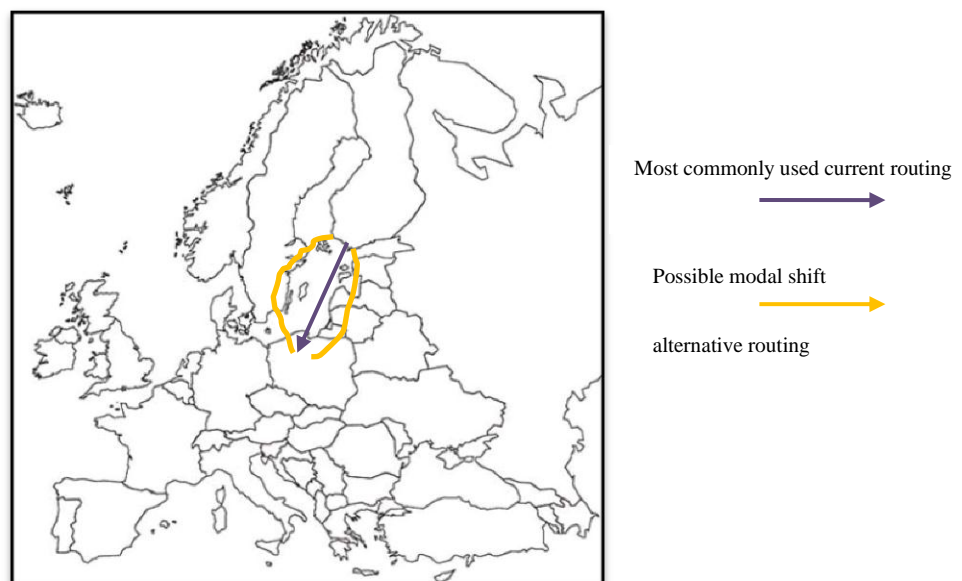 Most commonly used current routing
Possible modal shift
alternative routing